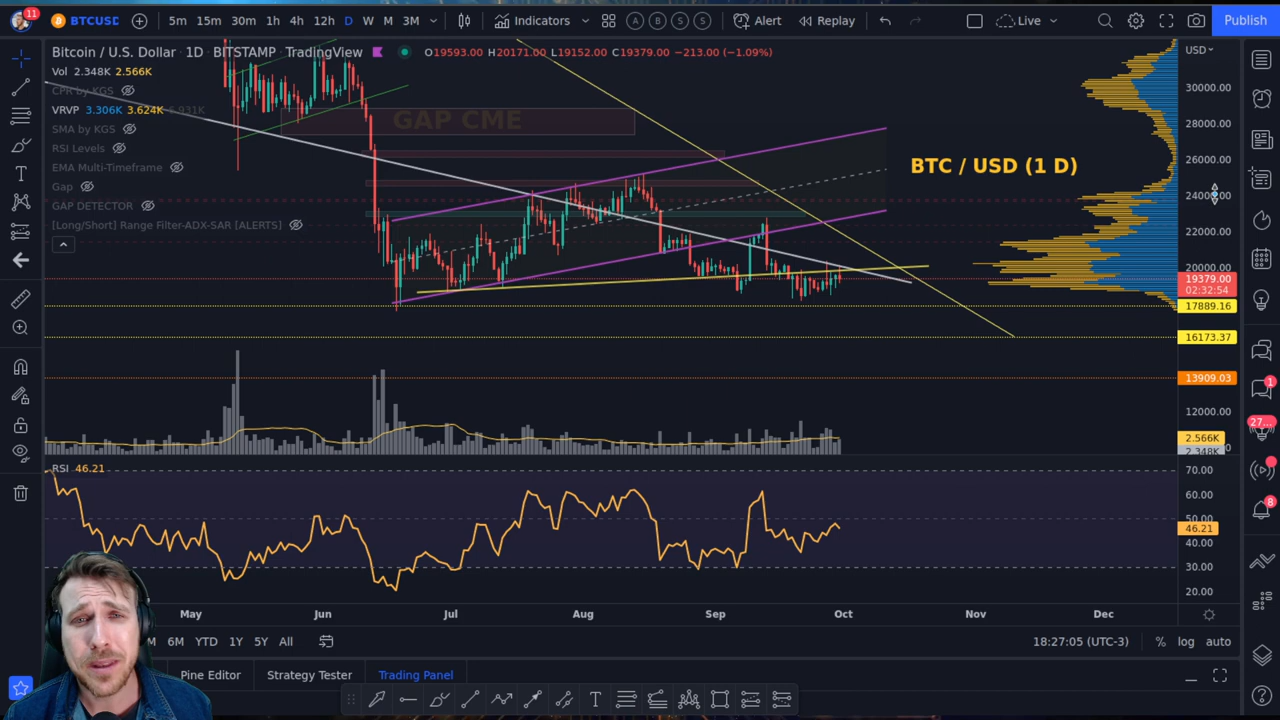 11 BTCUSD 5m 15m 30m 1h 4h 12h D W M 3M Indicators A B S S Alert Replay Live Publish
Bitcoin / U.S. Dollar · 1D · BITSTAMP · TradingView O19593.00 H20171.00 L19152.00 C19379.00 −213.00 (−1.09%) USD
Vol 2.348K 2.566K
CPR by KGS
30000.00
VRVP 3.306K 3.624K 6.931K
GAP CME
28000.00
SMA by KGS
RSI Levels
26000.00
EMA Multi-Timeframe
BTC / USD (1 D)
Gap
24000.00
GAP DETECTOR
[Long/Short] Range Filter-ADX-SAR [ALERTS]
22000.00
20000.00
19379.00
02:32:54
17889.16
16173.37
13909.03
1
12000.00
27...
2.566K
2.348K
RSI 46.21
70.00
60.00
8
46.21
40.00
30.00
20.00
May Jun Jul Aug Sep Oct Nov Dec
M 6M YTD 1Y 5Y All 18:27:05 (UTC-3) % log auto
Pine Editor Strategy Tester Trading Panel